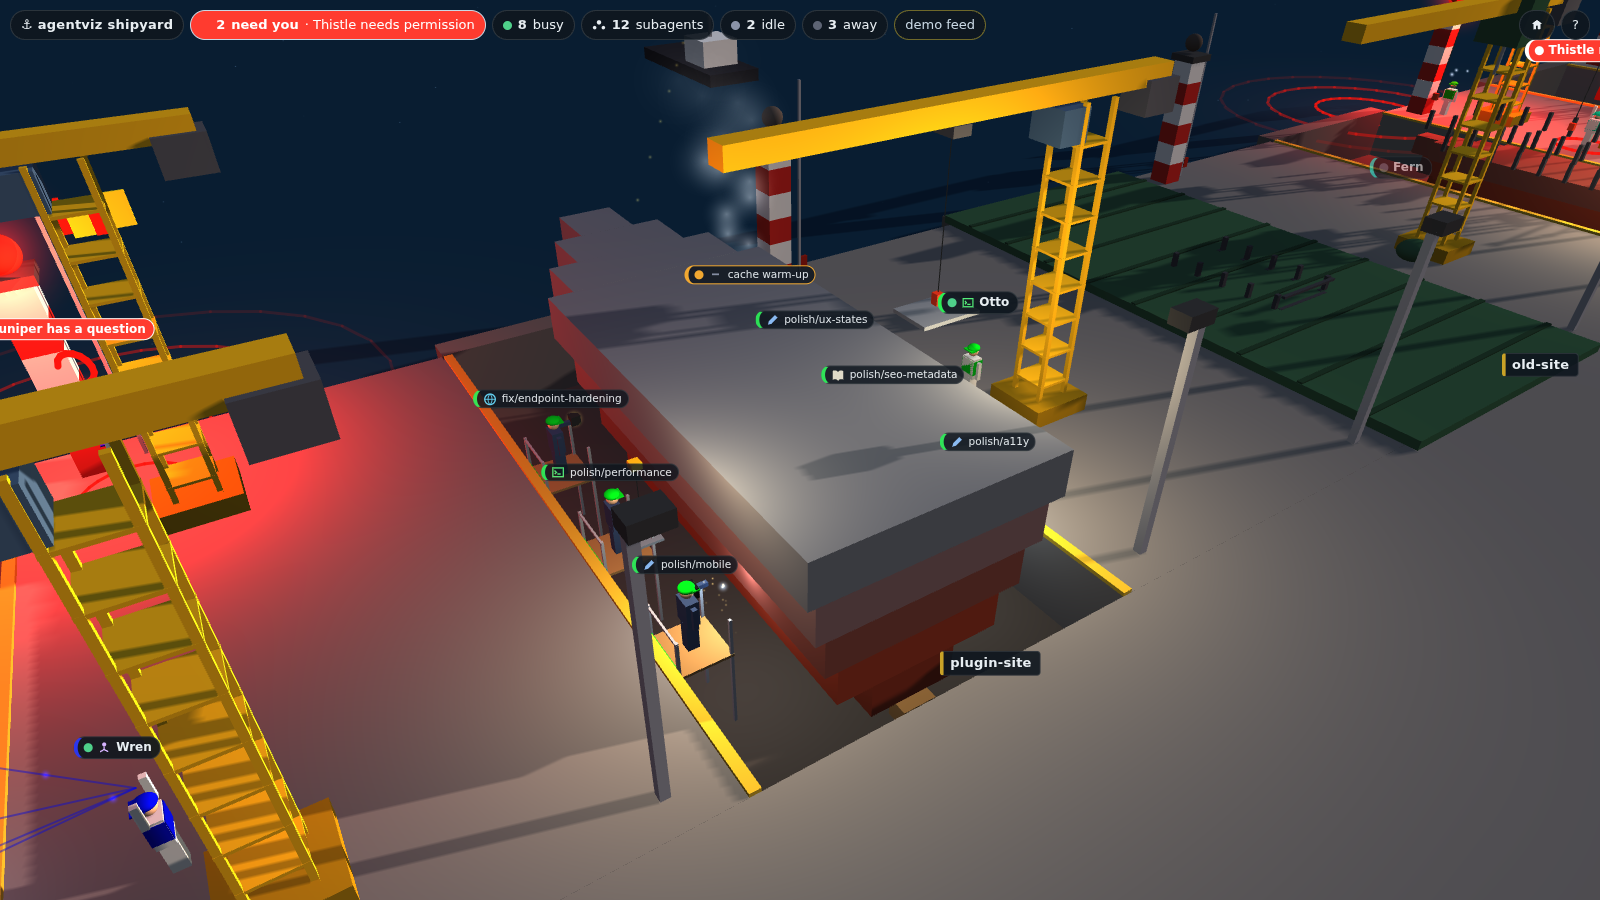 agentviz shipyard
2 need you · Thistle needs permission
8 busy
12 subagents
2 idle
3 away
demo feed
?
Thistle
Fern
cache warm-up
Otto
polish/ux-states
uniper has a question
old-site
polish/seo-metadata
fix/endpoint-hardening
polish/a11y
polish/performance
polish/mobile
plugin-site
Wren